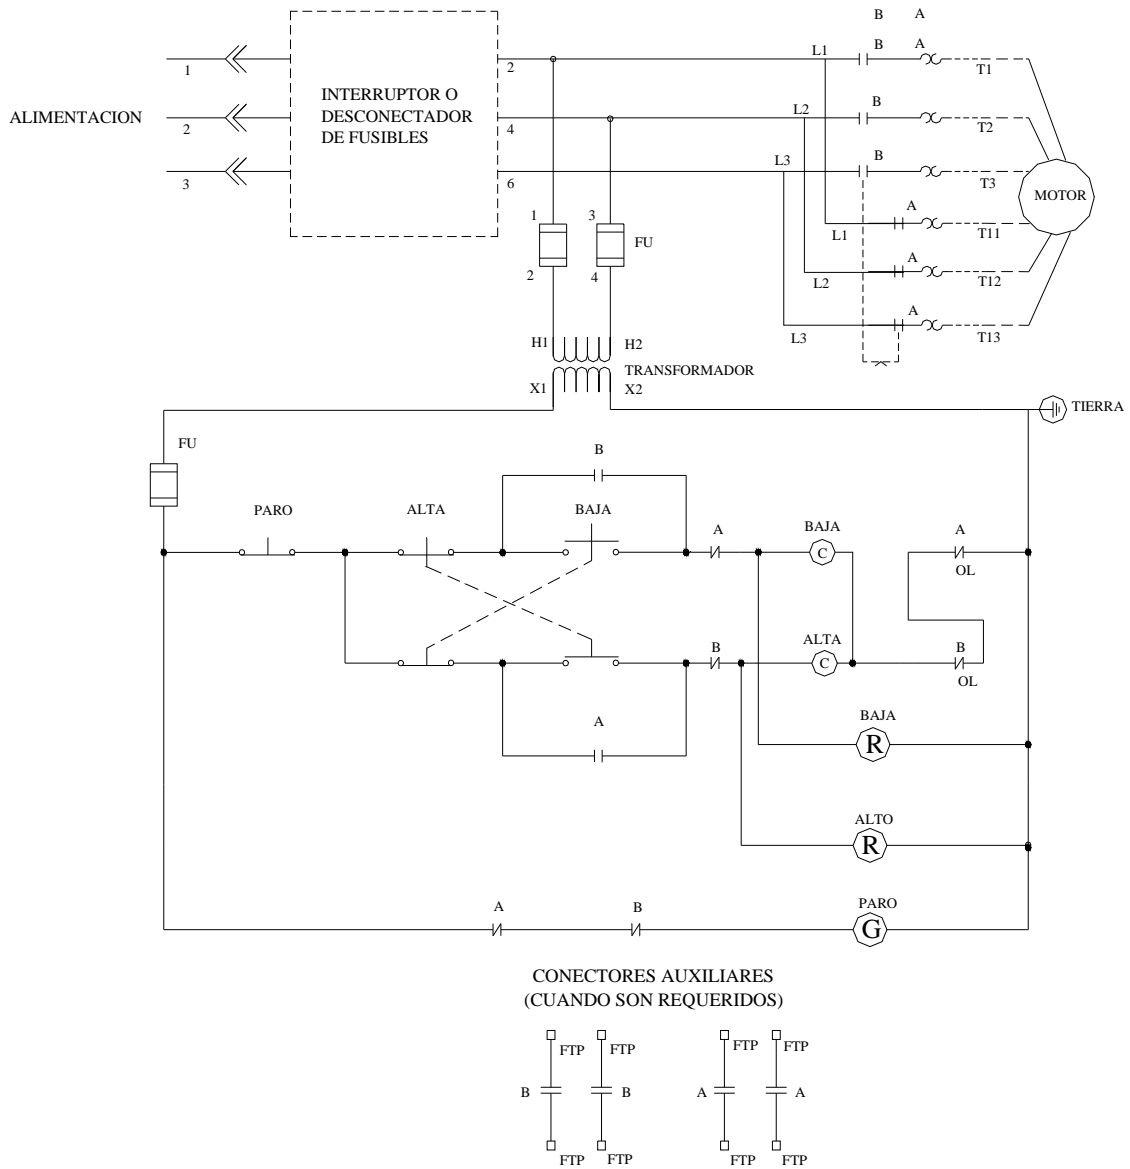 B A
L1 B A T1
1 2
INTERRUPTOR O
DESCONECTADOR
DE FUSIBLES
ALIMENTACION
2 4 L2 B T2
3 6 L3 B T3
MOTOR
1 3 FU
2 4
L1 A T11
L2 A T12
L3 A T13
H1 H2
TRANSFORMADOR
X1 X2
TIERRA
FU
B
PARO ALTA BAJA A BAJA A
C
OL
B ALTA B
C
OL
A
BAJA
R
ALTO
R
A B PARO
G
CONECTORES AUXILIARES
(CUANDO SON REQUERIDOS)
FTP FTP FTP FTP
B B A A
FTP FTP FTP FTP